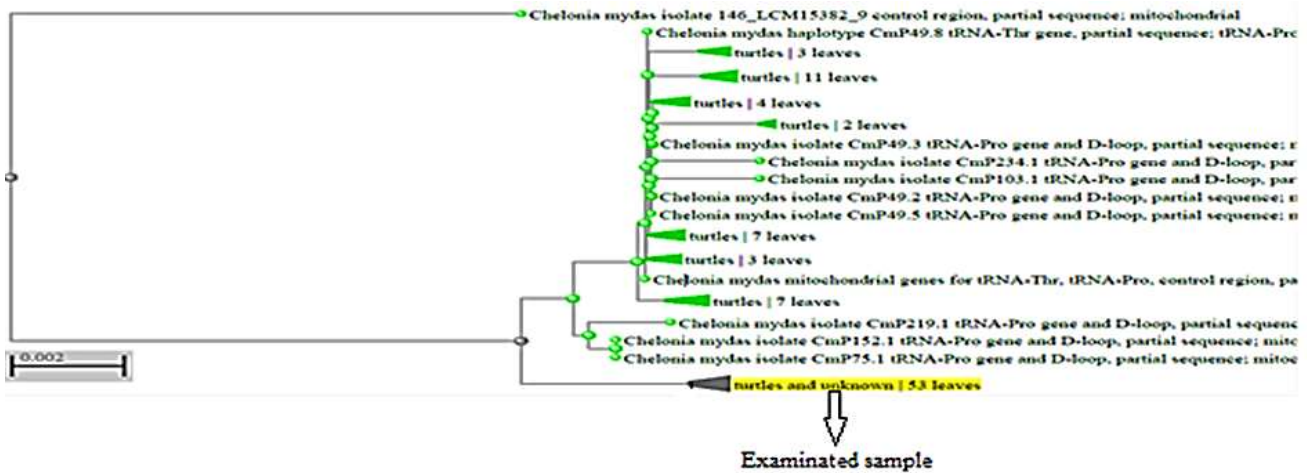 Chelonia mydas isolate 146_LCM15382_9 control region, partial sequence; mitochondrial
Chelonia mydas haplotype CmP49.8 tRNA-Thr gene, partial sequence; tRNA-Pro
turtles | 3 leaves
turtles | 11 leaves
turtles | 4 leaves
turtles | 2 leaves
Chelonia mydas isolate CmP49.3 tRNA-Pro gene and D-loop, partial sequence;
Chelonia mydas isolate CmP234.1 tRNA-Pro gene and D-loop, par
Chelonia mydas isolate CmP103.1 tRNA-Pro gene and D-loop, par
Chelonia mydas isolate CmP49.2 tRNA-Pro gene and D-loop, partial sequence;
Chelonia mydas isolate CmP49.5 tRNA-Pro gene and D-loop, partial sequence;
turtles | 7 leaves
turtles | 3 leaves
Chelonia mydas mitochondrial genes for tRNA-Thr, tRNA-Pro, control region, pa
turtles | 7 leaves
Chelonia mydas isolate CmP219.1 tRNA-Pro gene and D-loop, partial sequenc
Chelonia mydas isolate CmP152.1 tRNA-Pro gene and D-loop, partial sequence; mitc
0.002
Chelonia mydas isolate CmP75.1 tRNA-Pro gene and D-loop, partial sequence; mitoc
turtles and unknown | 53 leaves
Examinated sample